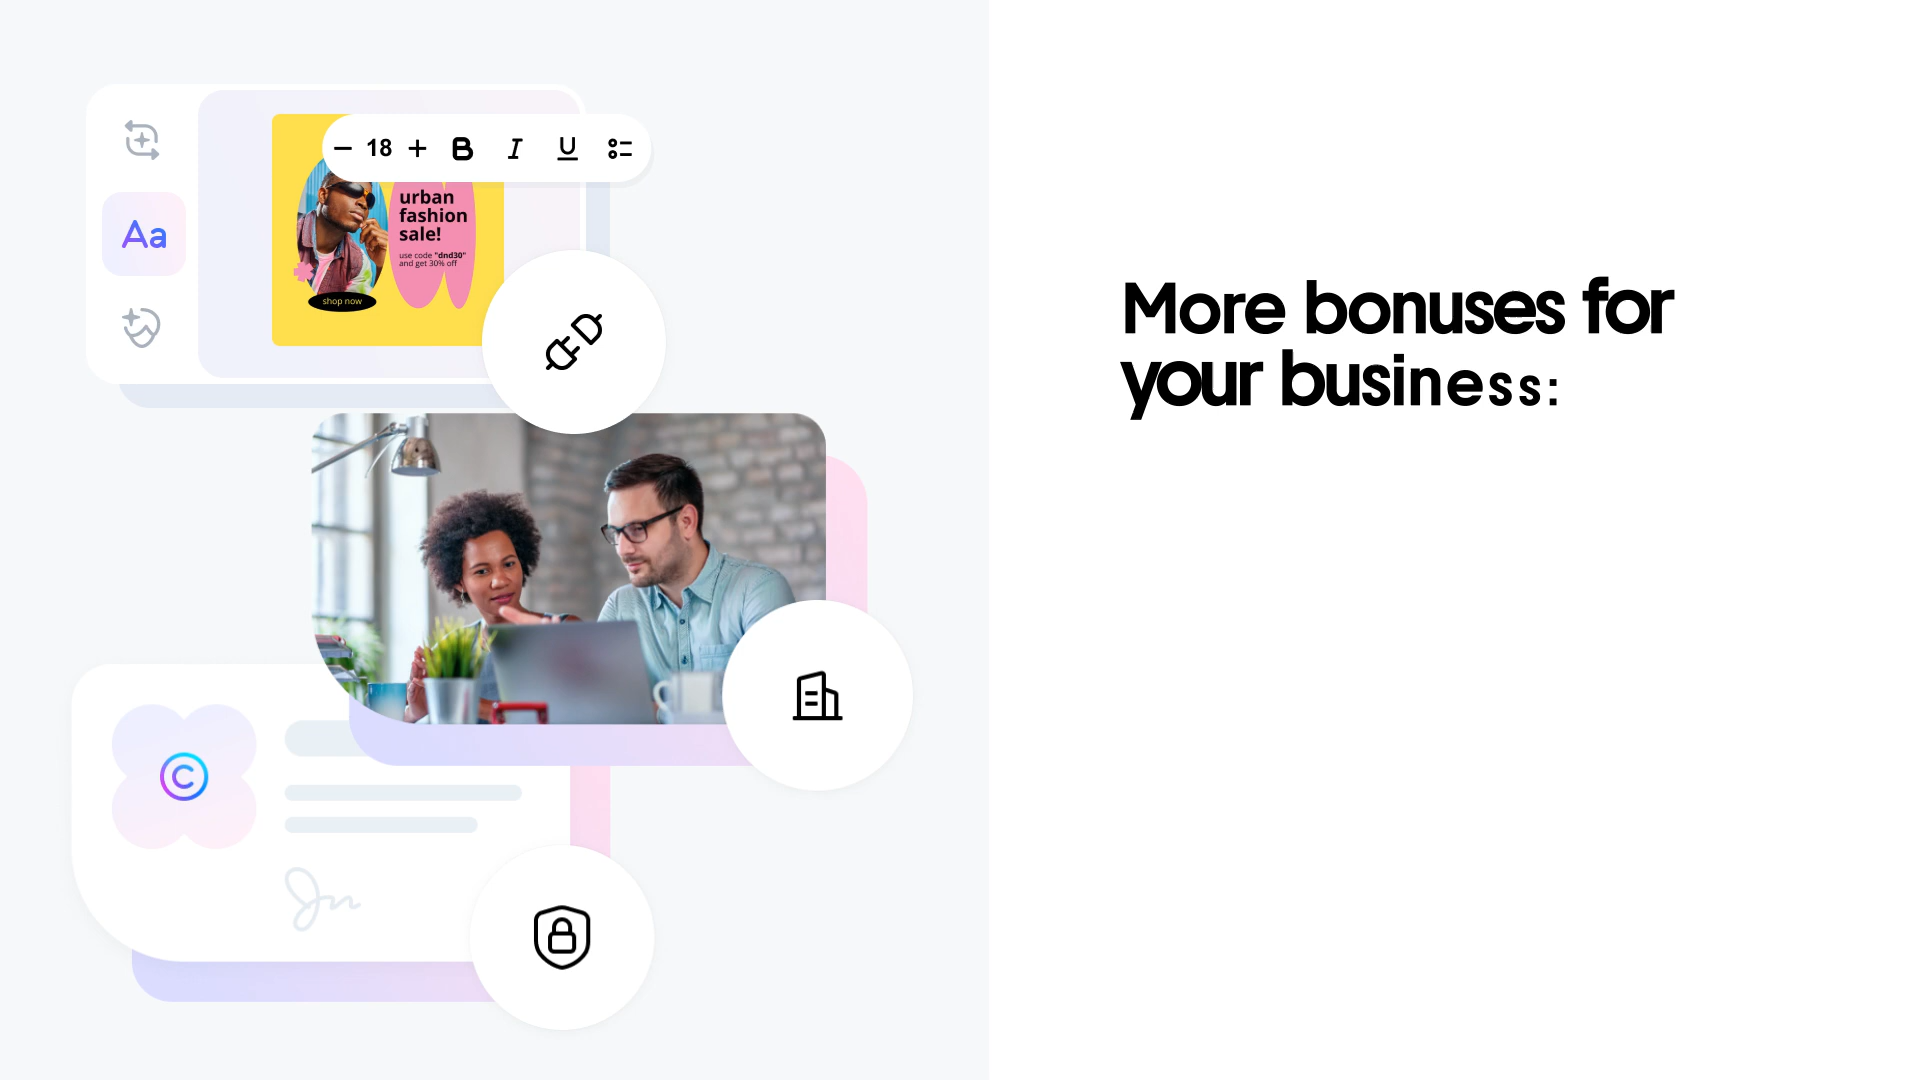 18
B I U
Aa
urban
fashion
sale!
use code "dnd30"
and get 30% off
shop now
©
More bonuses for
your business: